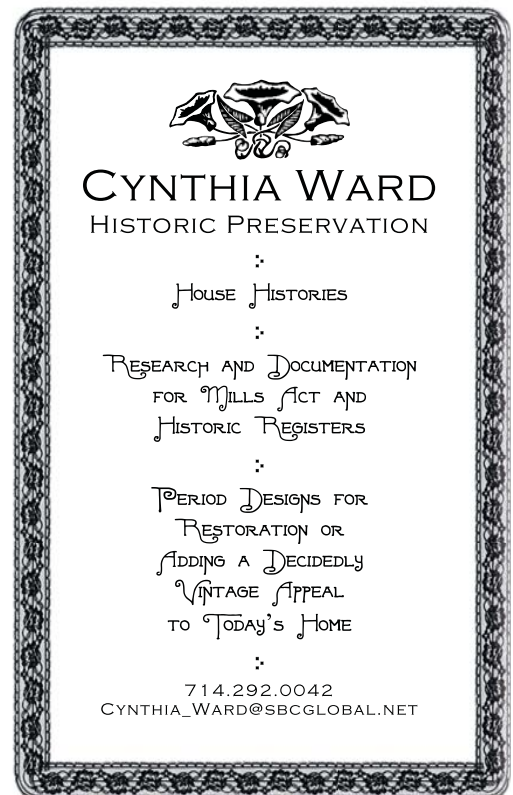 Cynthia Ward
Historic Preservation
House Histories
Research and Documentation
for Mills Act and
Historic Registers
Period Designs for
Restoration or
Adding a Decidedly
Vintage Appeal
to Today's Home
714.292.0042
Cynthia_Ward@sbcglobal.net